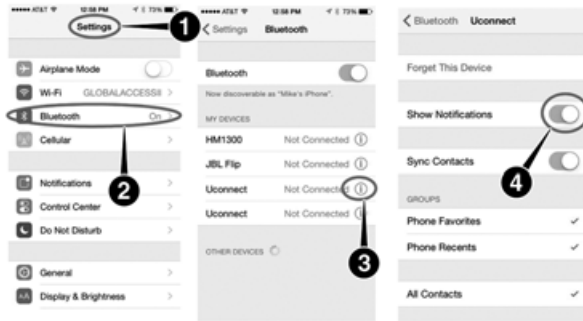 AT&T 12:58 PM 73%
Settings
1
Airplane Mode
Wi-Fi GLOBALACCESSII
Bluetooth On
2
Cellular
Notifications
Control Center
Do Not Disturb
General
Display & Brightness
AT&T 12:58 PM 73%
Settings Bluetooth
Bluetooth
Now discoverable as "Mike's iPhone".
MY DEVICES
HM1300 Not Connected
JBL Flip Not Connected
Uconnect Not Connected
Uconnect Not Connected
3
OTHER DEVICES
Bluetooth Uconnect
Forget This Device
Show Notifications
4
Sync Contacts
GROUPS
Phone Favorites
Phone Recents
All Contacts